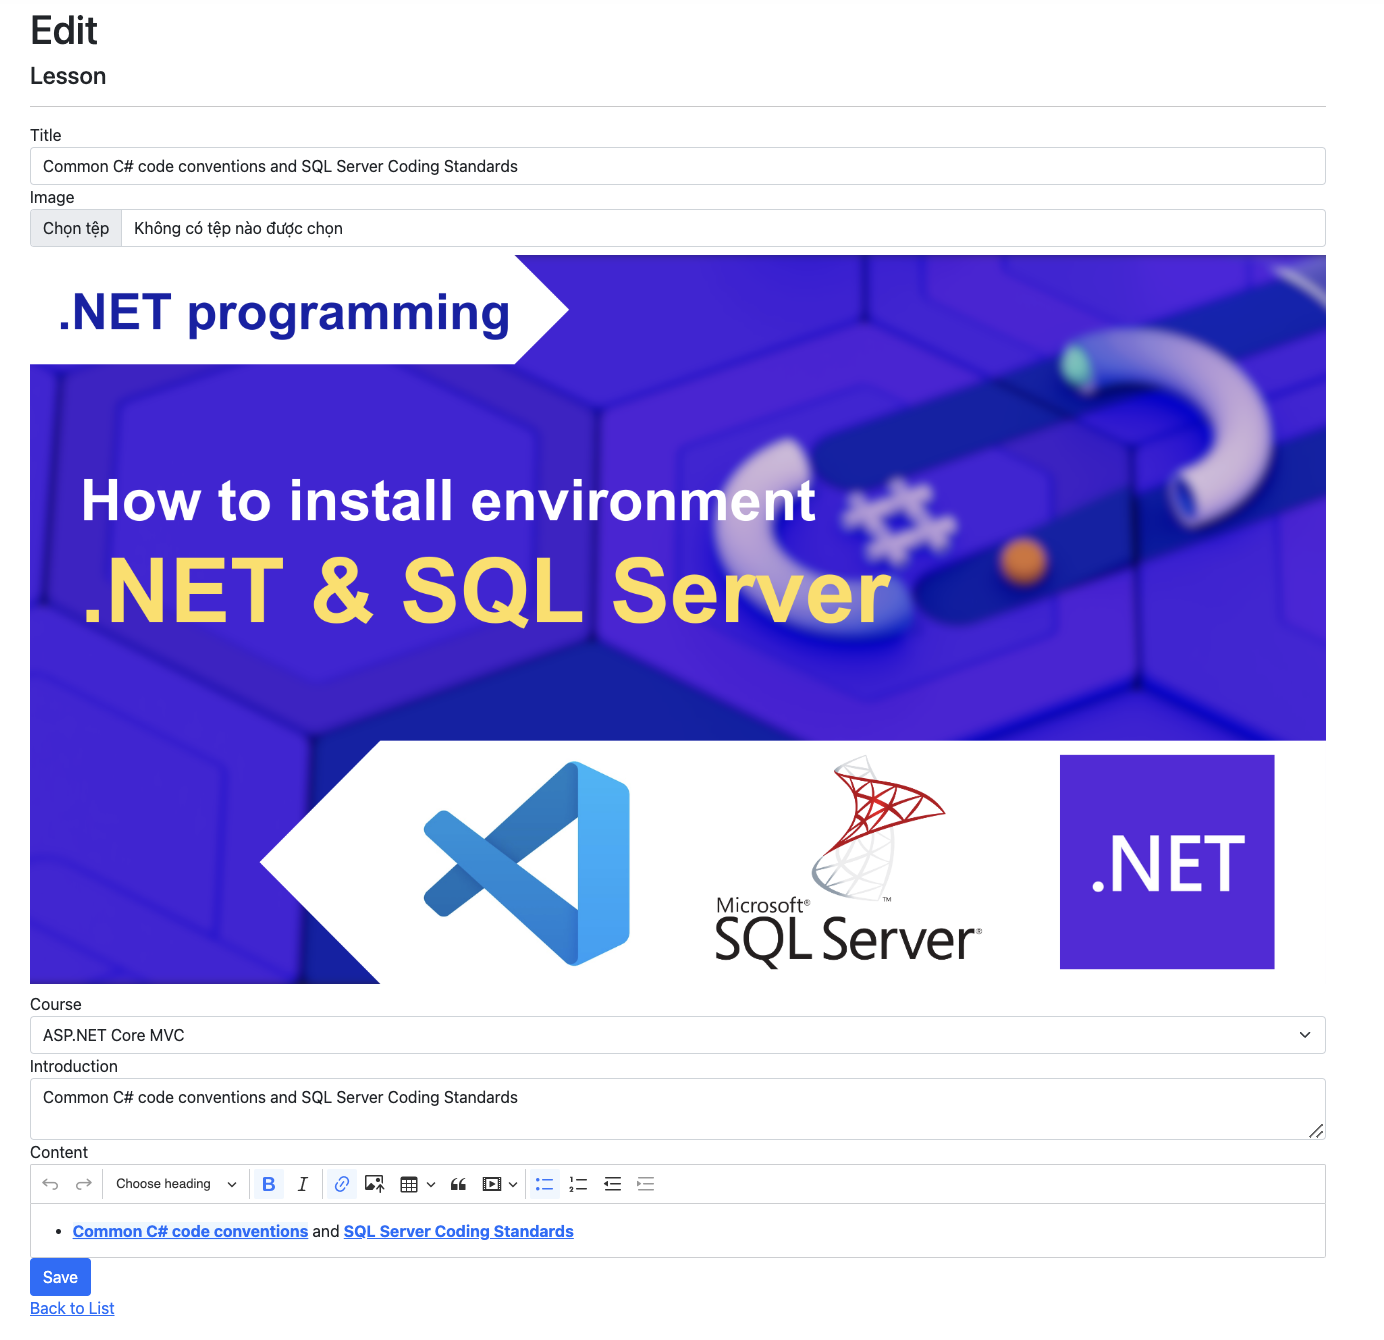 Edit
Lesson
Title
Common C# code conventions and SQL Server Coding Standards
Image
Chọn tệp Không có tệp nào được chọn
.NET programming
How to install environment
.NET & SQL Server
Microsoft®
SQL Server®
™
.NET
Course
ASP.NET Core MVC
Introduction
Common C# code conventions and SQL Server Coding Standards
Content
Choose heading B I
• Common C# code conventions and SQL Server Coding Standards
Save
Back to List